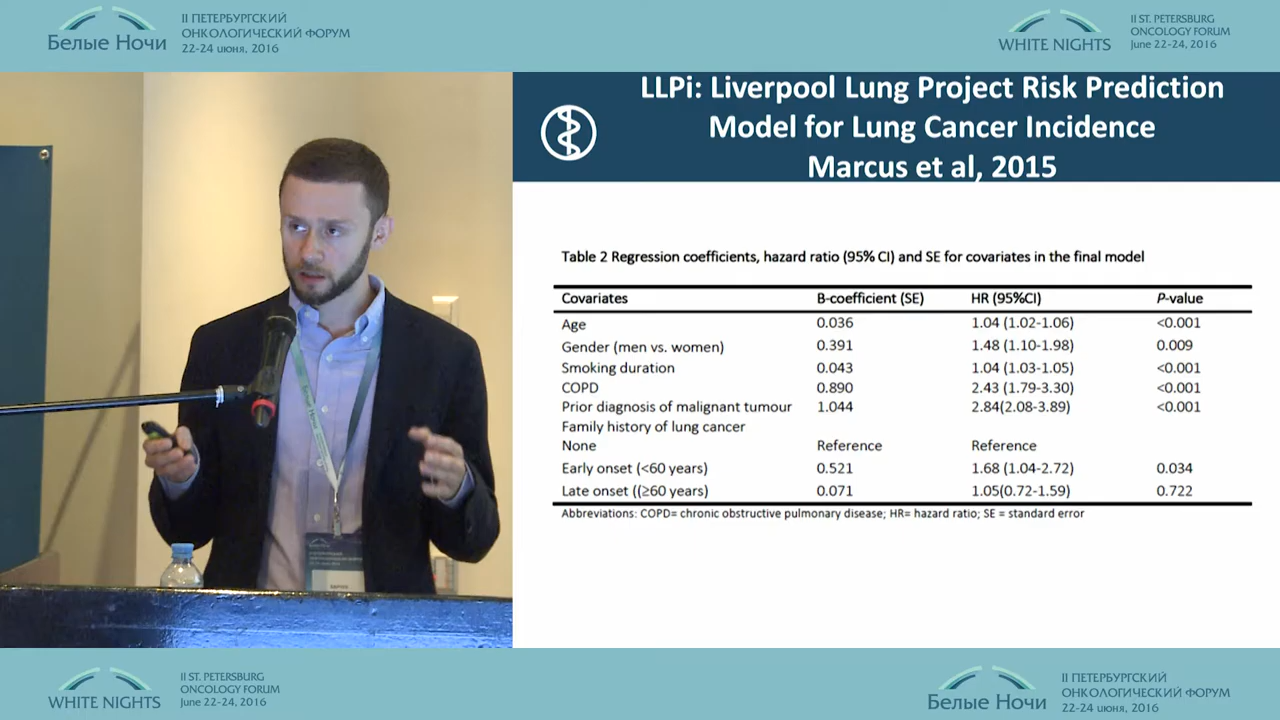 Белые Ночи
II ПЕТЕРБУРГСКИЙ
ОНКОЛОГИЧЕСКИЙ ФОРУМ
22-24 июня, 2016
WHITE NIGHTS
II ST. PETERSBURG
ONCOLOGY FORUM
June 22-24, 2016
LLPi: Liverpool Lung Project Risk Prediction
Model for Lung Cancer Incidence
Marcus et al, 2015
Table 2 Regression coefficients, hazard ratio (95% CI) and SE for covariates in the final model
Covariates B-coefficient (SE) HR (95%CI) P-value
Age 0.036 1.04 (1.02-1.06) <0.001
Gender (men vs. women) 0.391 1.48 (1.10-1.98) 0.009
Smoking duration 0.043 1.04 (1.03-1.05) <0.001
COPD 0.890 2.43 (1.79-3.30) <0.001
Prior diagnosis of malignant tumour 1.044 2.84(2.08-3.89) <0.001
Family history of lung cancer
None Reference Reference
Early onset (<60 years) 0.521 1.68 (1.04-2.72) 0.034
Late onset ((≥60 years) 0.071 1.05(0.72-1.59) 0.722
Abbreviations: COPD= chronic obstructive pulmonary disease; HR= hazard ratio; SE = standard error
WHITE NIGHTS
II ST. PETERSBURG
ONCOLOGY FORUM
June 22-24, 2016
Белые Ночи
II ПЕТЕРБУРГСКИЙ
ОНКОЛОГИЧЕСКИЙ ФОРУМ
22-24 июня, 2016